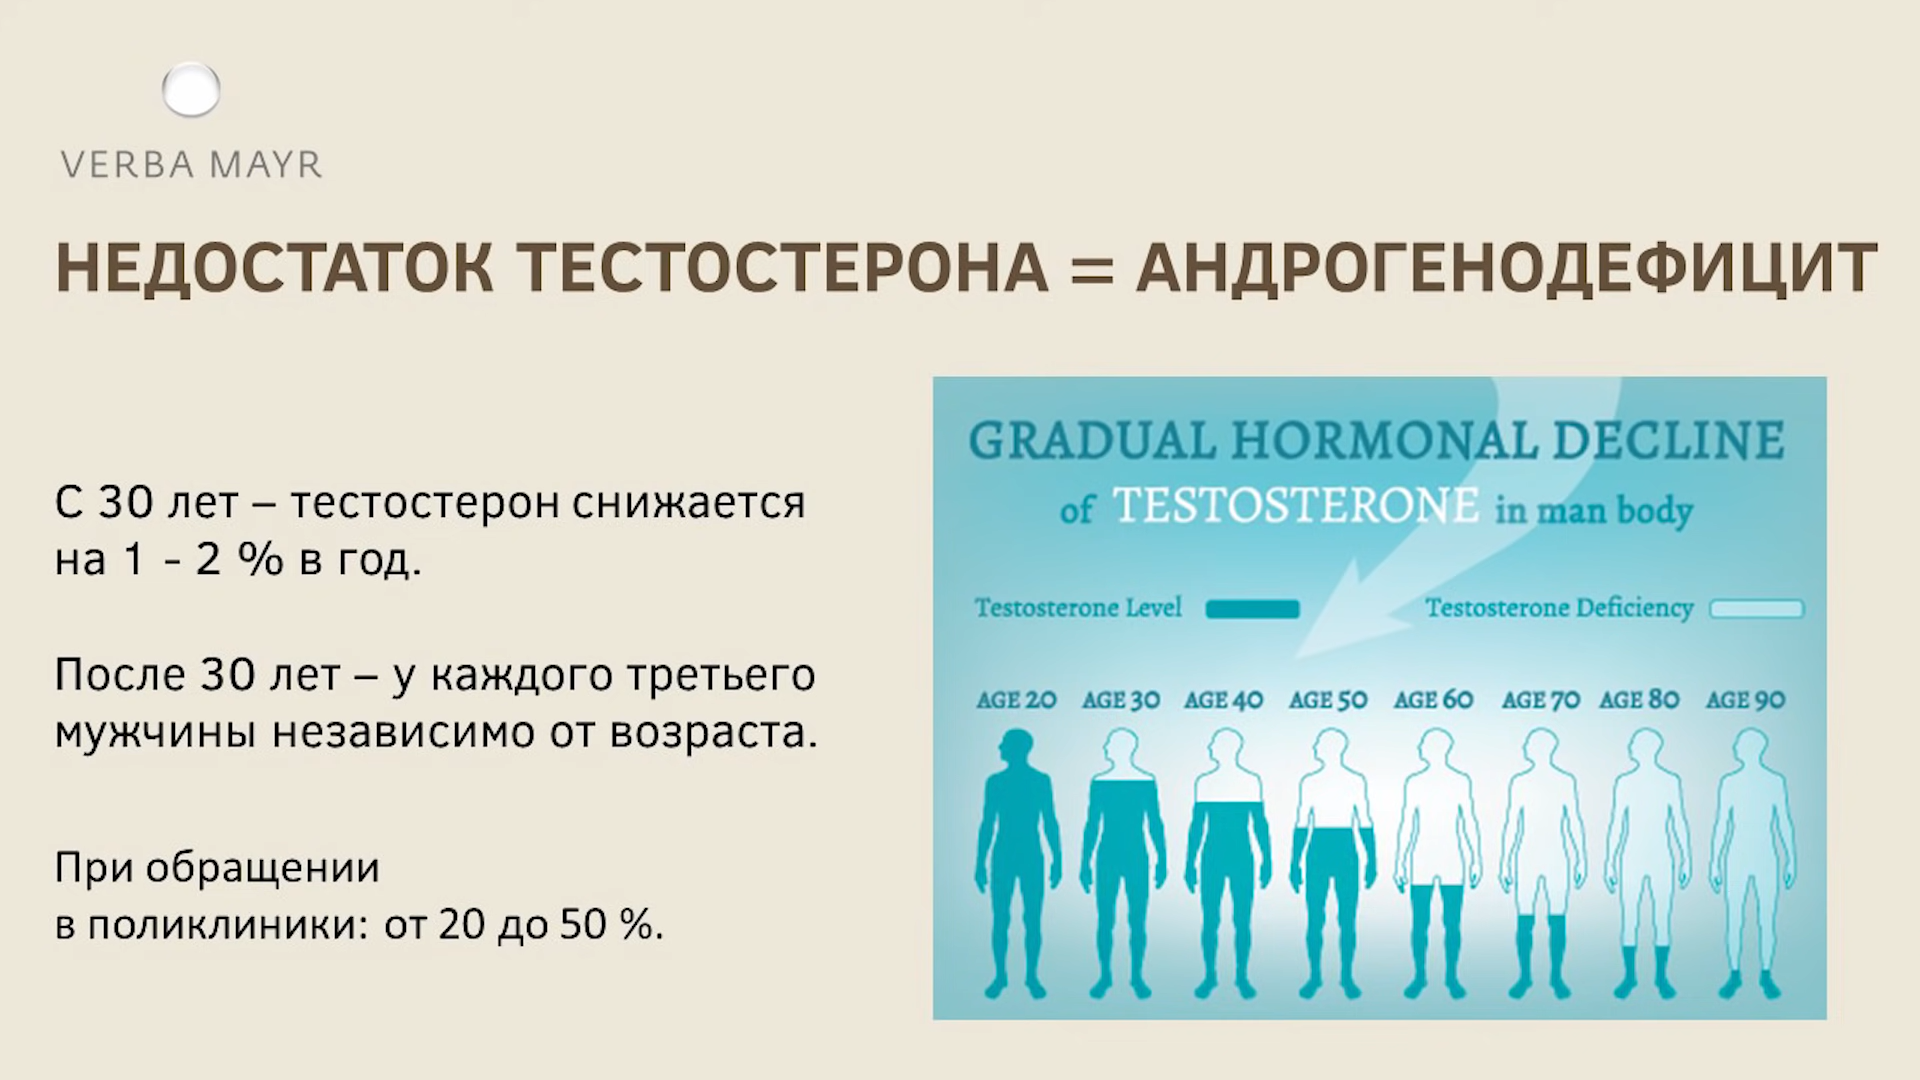 VERBA MAYR
НЕДОСТАТОК ТЕСТОСТЕРОНА = АНДРОГЕНОДЕФИЦИТ
С 30 лет – тестостерон снижается
на 1 - 2 % в год.
После 30 лет – у каждого третьего
мужчины независимо от возраста.
При обращении
в поликлиники: от 20 до 50 %.
GRADUAL HORMONAL DECLINE
of TESTOSTERONE in man body
Testosterone Level Testosterone Deficiency
AGE 20 AGE 30 AGE 40 AGE 50 AGE 60 AGE 70 AGE 80 AGE 90